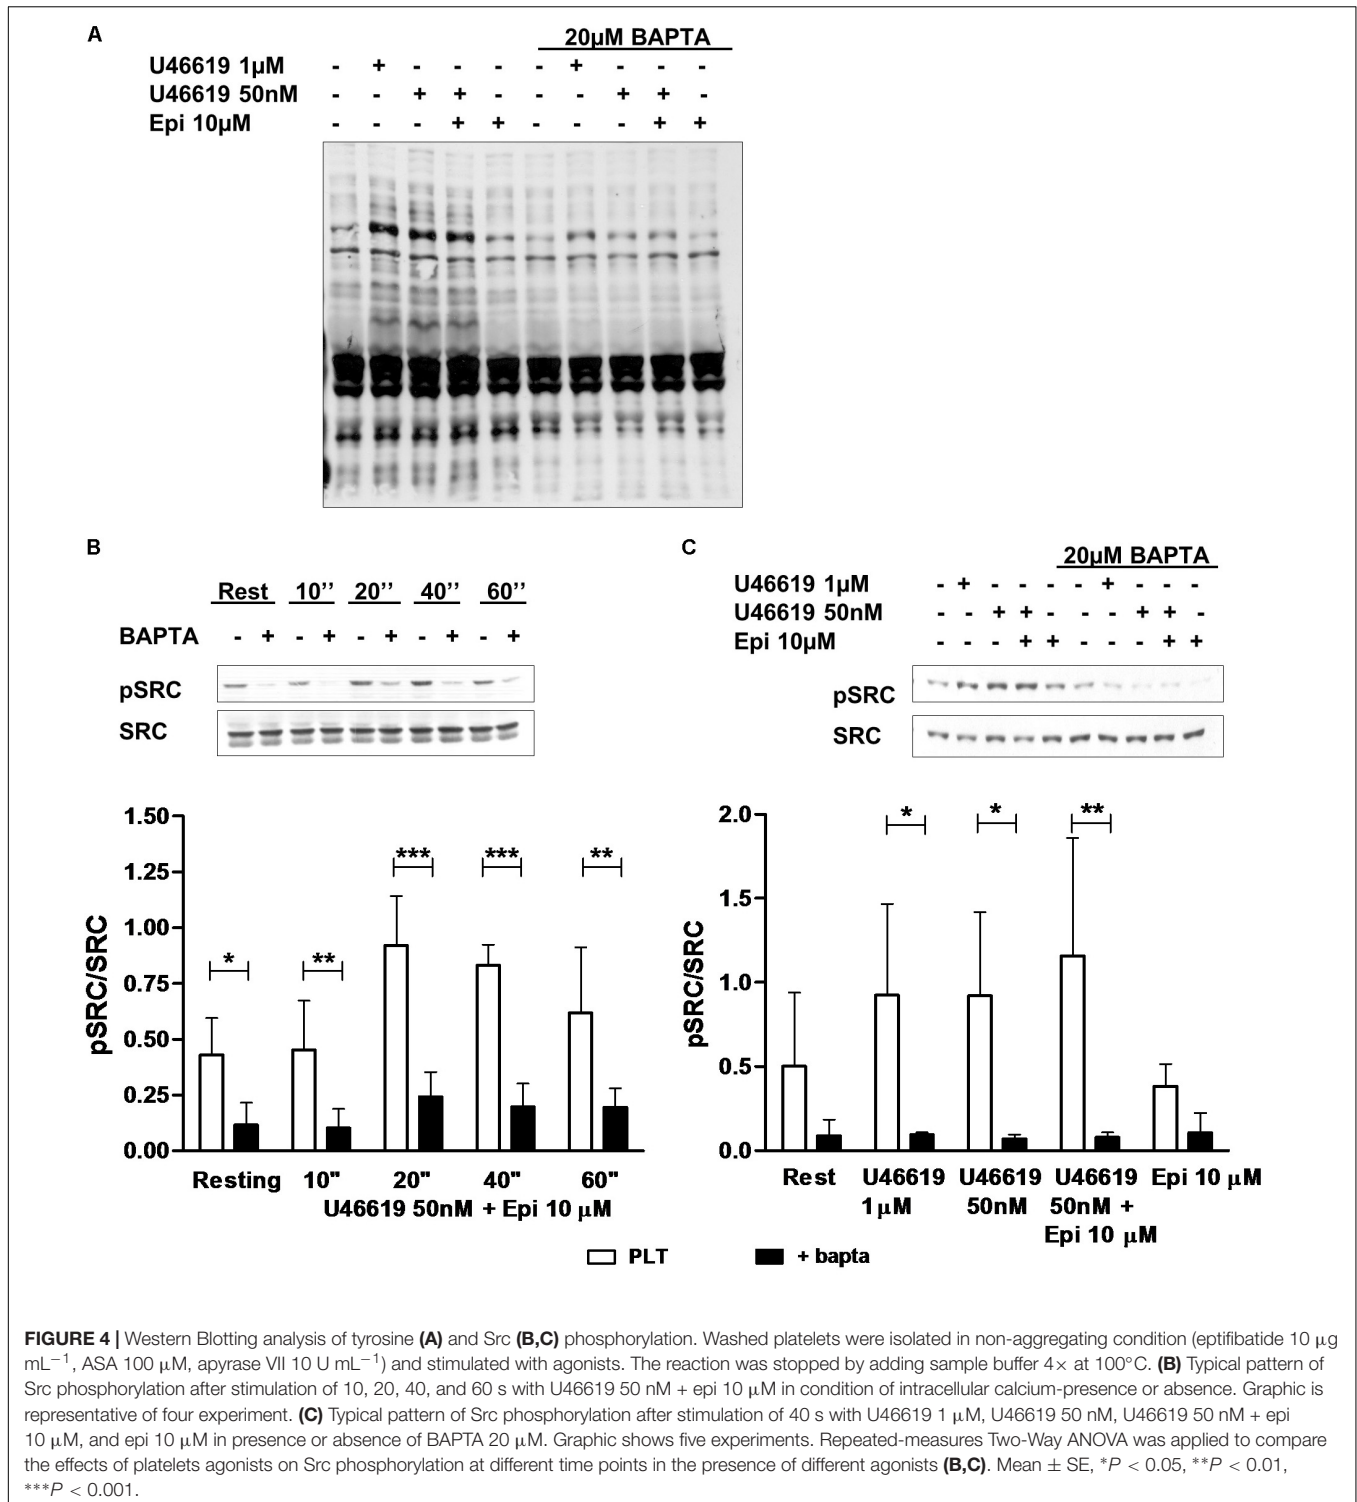 A
20µM BAPTA
U46619 1µM - + - - - - + - - -
U46619 50nM - - + + - - - + + -
Epi 10µM - - - + + - - - + +
B
Rest 10’’ 20’’ 40’’ 60’’
BAPTA - + - + - + - + - +
pSRC
SRC
1.50
1.25
1.00
0.75
0.50
0.25
0.00
pSRC/SRC
* ** *** *** **
Resting 10" 20" 40" 60"
U46619 50nM + Epi 10 µM
C
20µM BAPTA
U46619 1µM - + - - - - + - - -
U46619 50nM - - + + - - - + + -
Epi 10µM - - - + + - - - + +
pSRC
SRC
2.0
1.5
1.0
0.5
0.0
pSRC/SRC
* * **
Rest U46619 U46619 U46619 Epi 10 µM
1µM 50nM 50nM +
Epi 10 µM
PLT + bapta
FIGURE 4 | Western Blotting analysis of tyrosine (A) and Src (B,C) phosphorylation. Washed platelets were isolated in non-aggregating condition (eptifibatide 10 µg
mL−1, ASA 100 µM, apyrase VII 10 U mL−1) and stimulated with agonists. The reaction was stopped by adding sample buffer 4× at 100°C. (B) Typical pattern of
Src phosphorylation after stimulation of 10, 20, 40, and 60 s with U46619 50 nM + epi 10 µM in condition of intracellular calcium-presence or absence. Graphic is
representative of four experiment. (C) Typical pattern of Src phosphorylation after stimulation of 40 s with U46619 1 µM, U46619 50 nM, U46619 50 nM + epi
10 µM, and epi 10 µM in presence or absence of BAPTA 20 µM. Graphic shows five experiments. Repeated-measures Two-Way ANOVA was applied to compare
the effects of platelets agonists on Src phosphorylation at different time points in the presence of different agonists (B,C). Mean ± SE, *P < 0.05, **P < 0.01,
***P < 0.001.